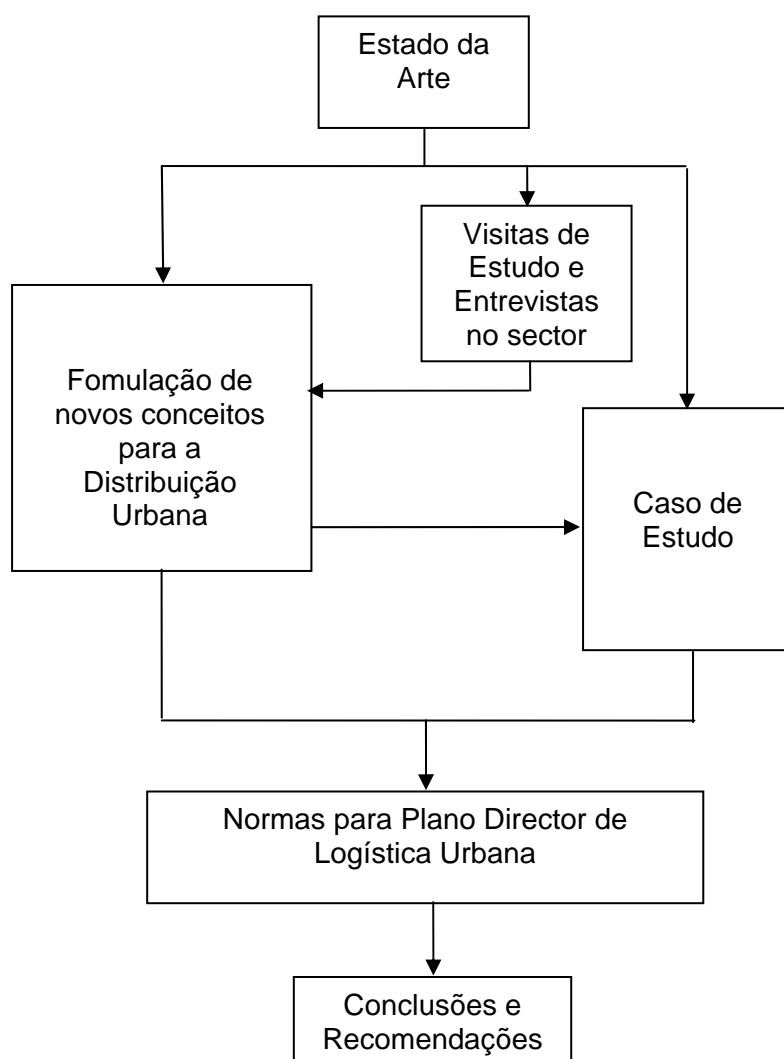 Estado da
Arte
Visitas de
Estudo e
Entrevistas
no sector
Fomulação de
novos conceitos
para a
Distribuição
Urbana
Caso de
Estudo
Normas para Plano Director de
Logística Urbana
Conclusões e
Recomendações